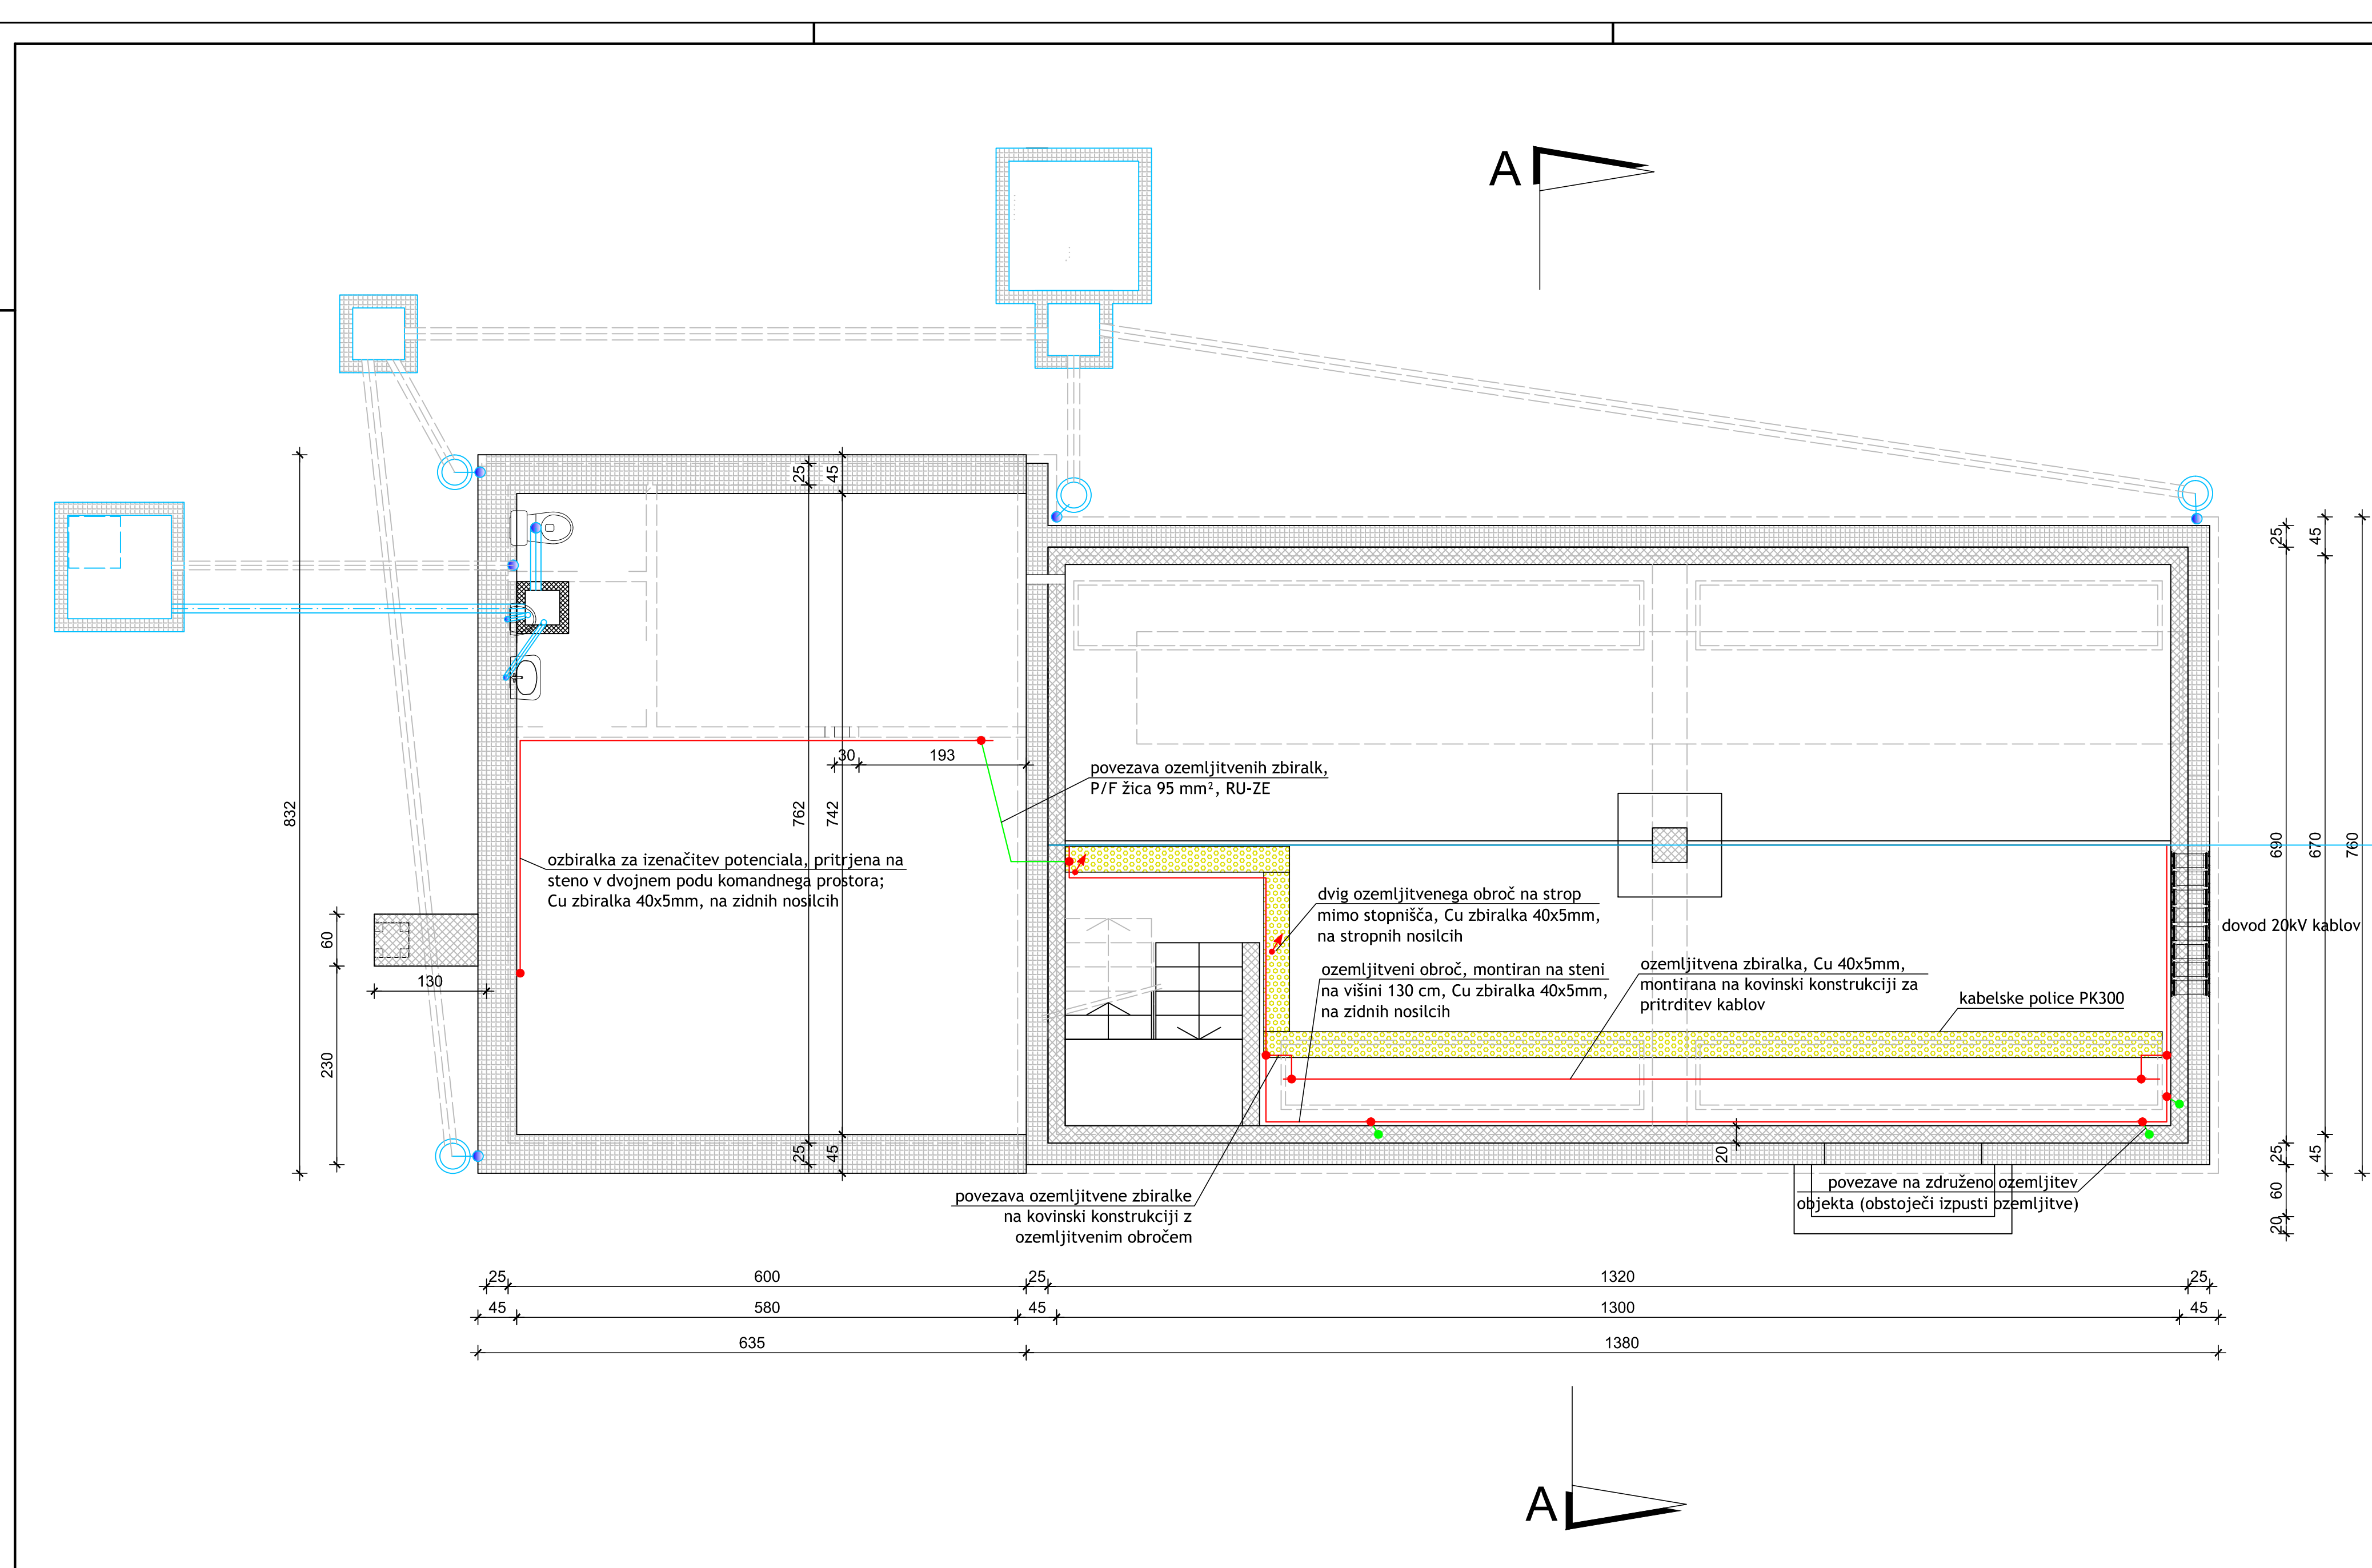 A
25
45
25
45
832
762
742
30
193
povezava ozemljitvenih zbiralk,
P/F žica 95 mm², RU-ZE
ozbiralka za izenačitev potenciala, pritrjena na
steno v dvojnem podu komandnega prostora;
Cu zbiralka 40x5mm, na zidnih nosilcih
dvig ozemljitvenega obroč na strop
mimo stopnišča, Cu zbiralka 40x5mm,
na stropnih nosilcih
ozemljitveni obroč, montiran na steni
na višini 130 cm, Cu zbiralka 40x5mm,
na zidnih nosilcih
ozemljitvena zbiralka, Cu 40x5mm,
montirana na kovinski konstrukciji za
pritrditev kablov
kabelske police PK300
dovod 20kV kablov
690
670
760
60
130
230
25
45
20
25
45
60
20
povezava ozemljitvene zbiralke
na kovinski konstrukciji z
ozemljitvenim obročem
povezave na združeno ozemljitev
objekta (obstoječi izpusti ozemljitve)
25
600
25
1320
25
45
580
45
1300
45
635
1380
A